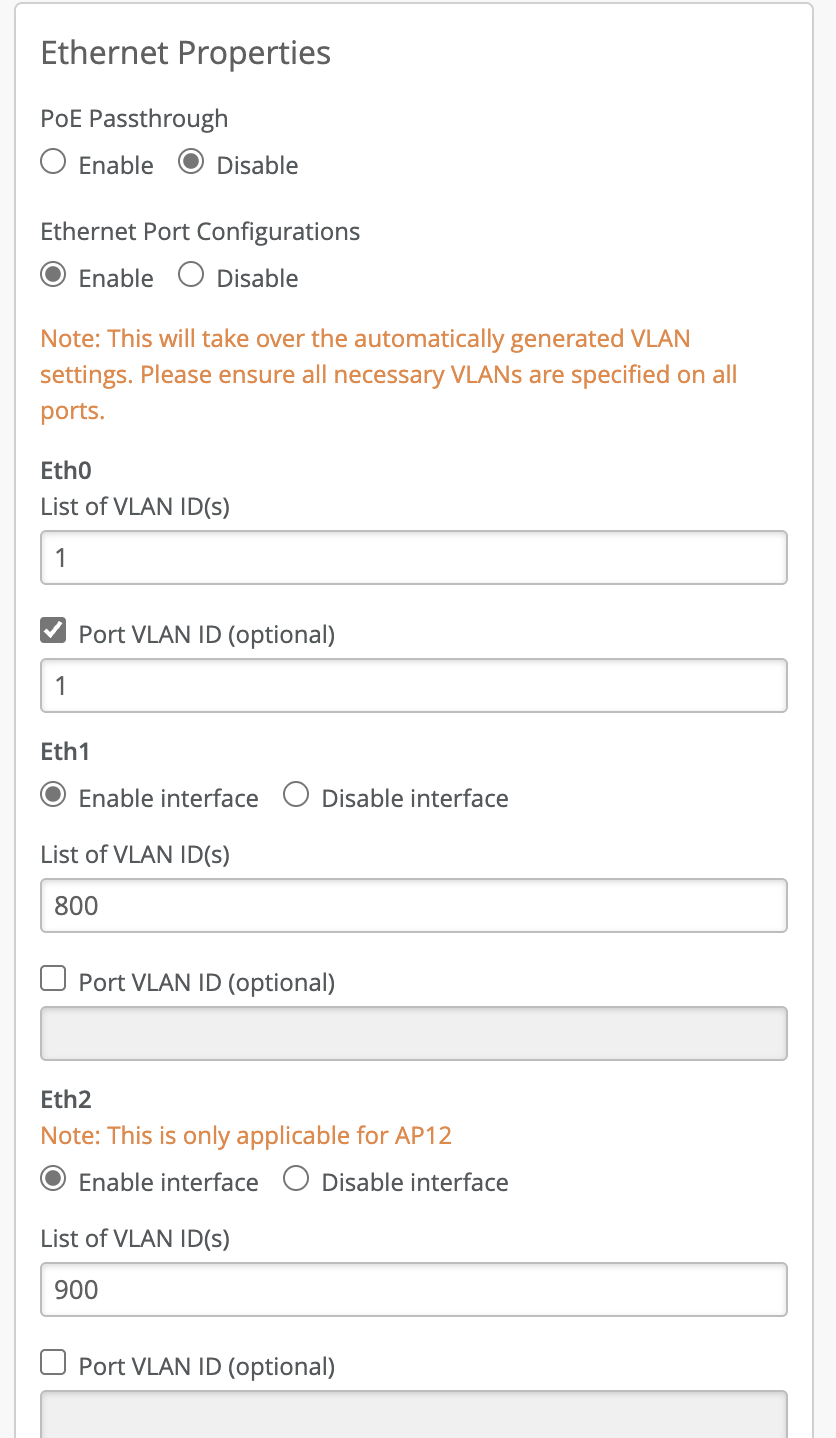 Ethernet Properties
PoE Passthrough
Enable Disable
Ethernet Port Configurations
Enable Disable
Note: This will take over the automatically generated VLAN
settings. Please ensure all necessary VLANs are specified on all
ports.
Eth0
List of VLAN ID(s)
1
Port VLAN ID (optional)
1
Eth1
Enable interface Disable interface
List of VLAN ID(s)
800
Port VLAN ID (optional)
Eth2
Note: This is only applicable for AP12
Enable interface Disable interface
List of VLAN ID(s)
900
Port VLAN ID (optional)